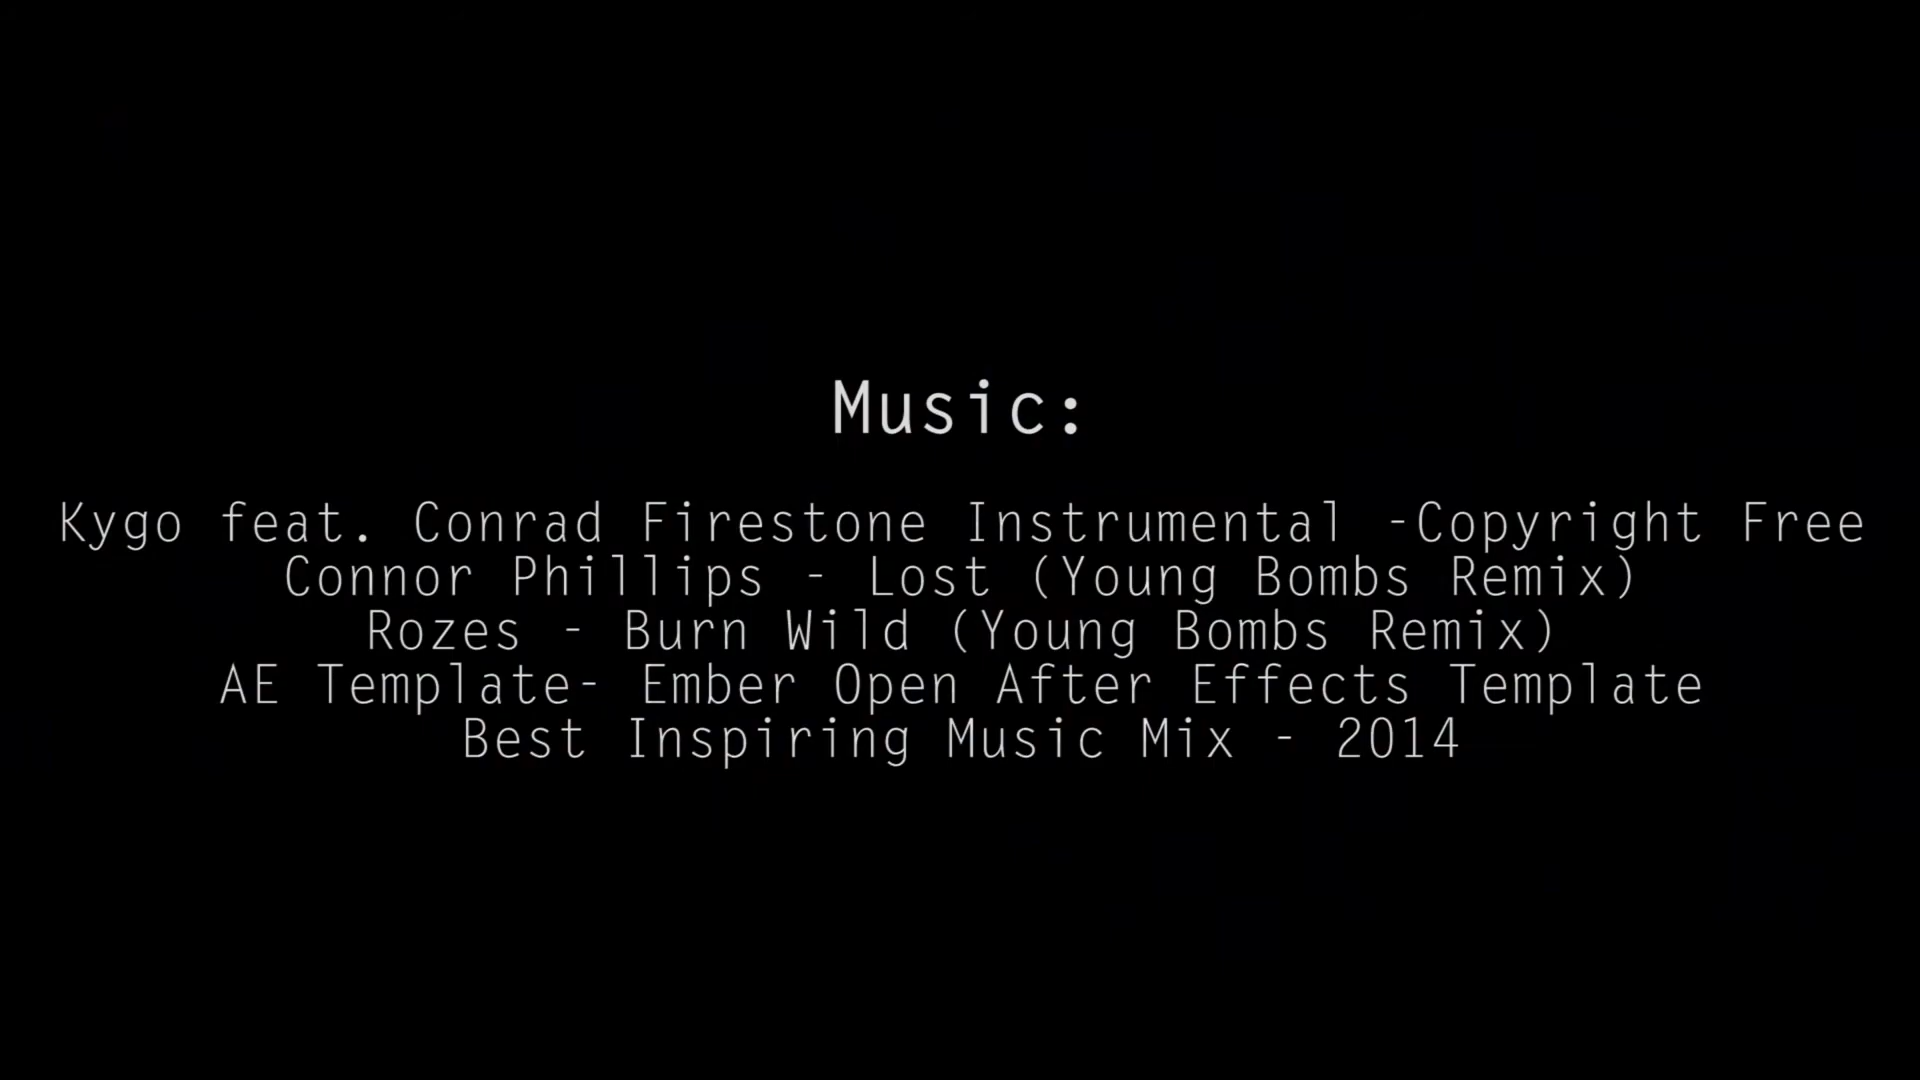 Music:
Kygo feat. Conrad Firestone Instrumental -Copyright Free
Connor Phillips - Lost (Young Bombs Remix)
Rozes - Burn Wild (Young Bombs Remix)
AE Template- Ember Open After Effects Template
Best Inspiring Music Mix - 2014